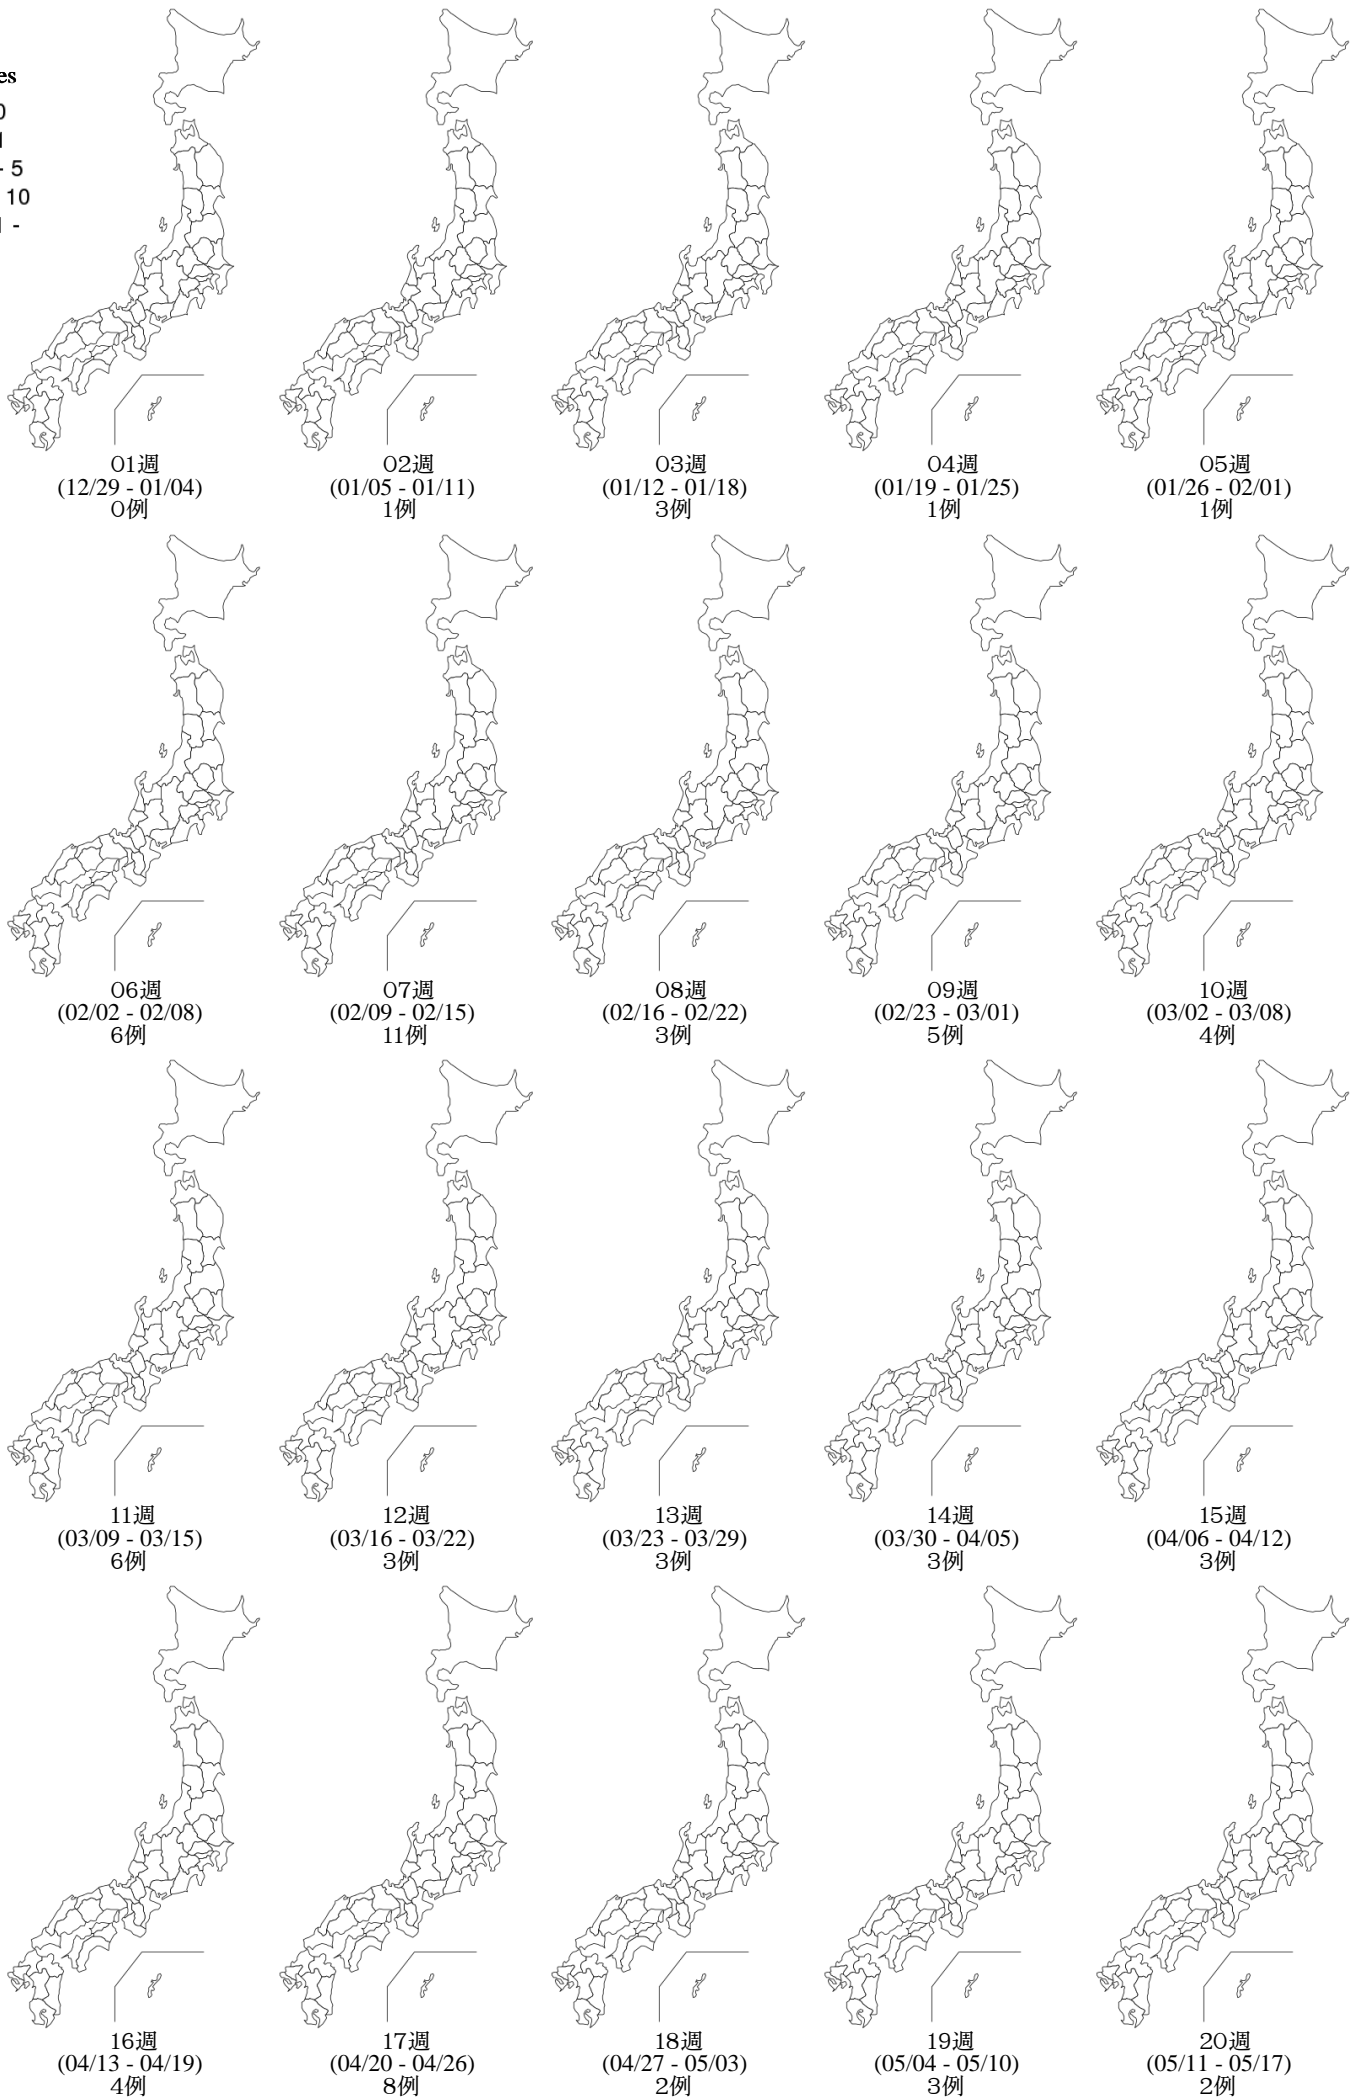 es
0
1
- 5
10
1 -
01週
(12/29 - 01/04)
0例
02週
(01/05 - 01/11)
1例
03週
(01/12 - 01/18)
3例
04週
(01/19 - 01/25)
1例
05週
(01/26 - 02/01)
1例
06週
(02/02 - 02/08)
6例
07週
(02/09 - 02/15)
11例
08週
(02/16 - 02/22)
3例
09週
(02/23 - 03/01)
5例
10週
(03/02 - 03/08)
4例
11週
(03/09 - 03/15)
6例
12週
(03/16 - 03/22)
3例
13週
(03/23 - 03/29)
3例
14週
(03/30 - 04/05)
3例
15週
(04/06 - 04/12)
3例
16週
(04/13 - 04/19)
4例
17週
(04/20 - 04/26)
8例
18週
(04/27 - 05/03)
2例
19週
(05/04 - 05/10)
3例
20週
(05/11 - 05/17)
2例